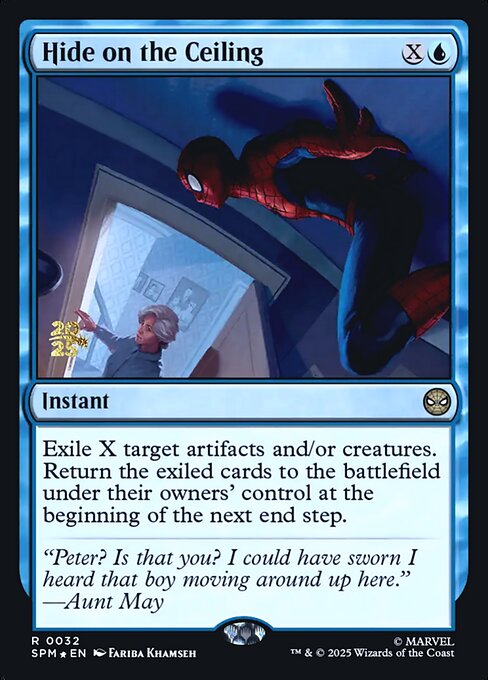 Hide on the Ceiling X
2025
Instant
Exile X target artifacts and/or creatures.
Return the exiled cards to the battlefield
under their owners' control at the
beginning of the next end step.
“Peter? Is that you? I could have sworn I
heard that boy moving around up here.”
—Aunt May
R 0032
SPM★EN Fariba Khamseh
© MARVEL
™ & © 2025 Wizards of the Coast